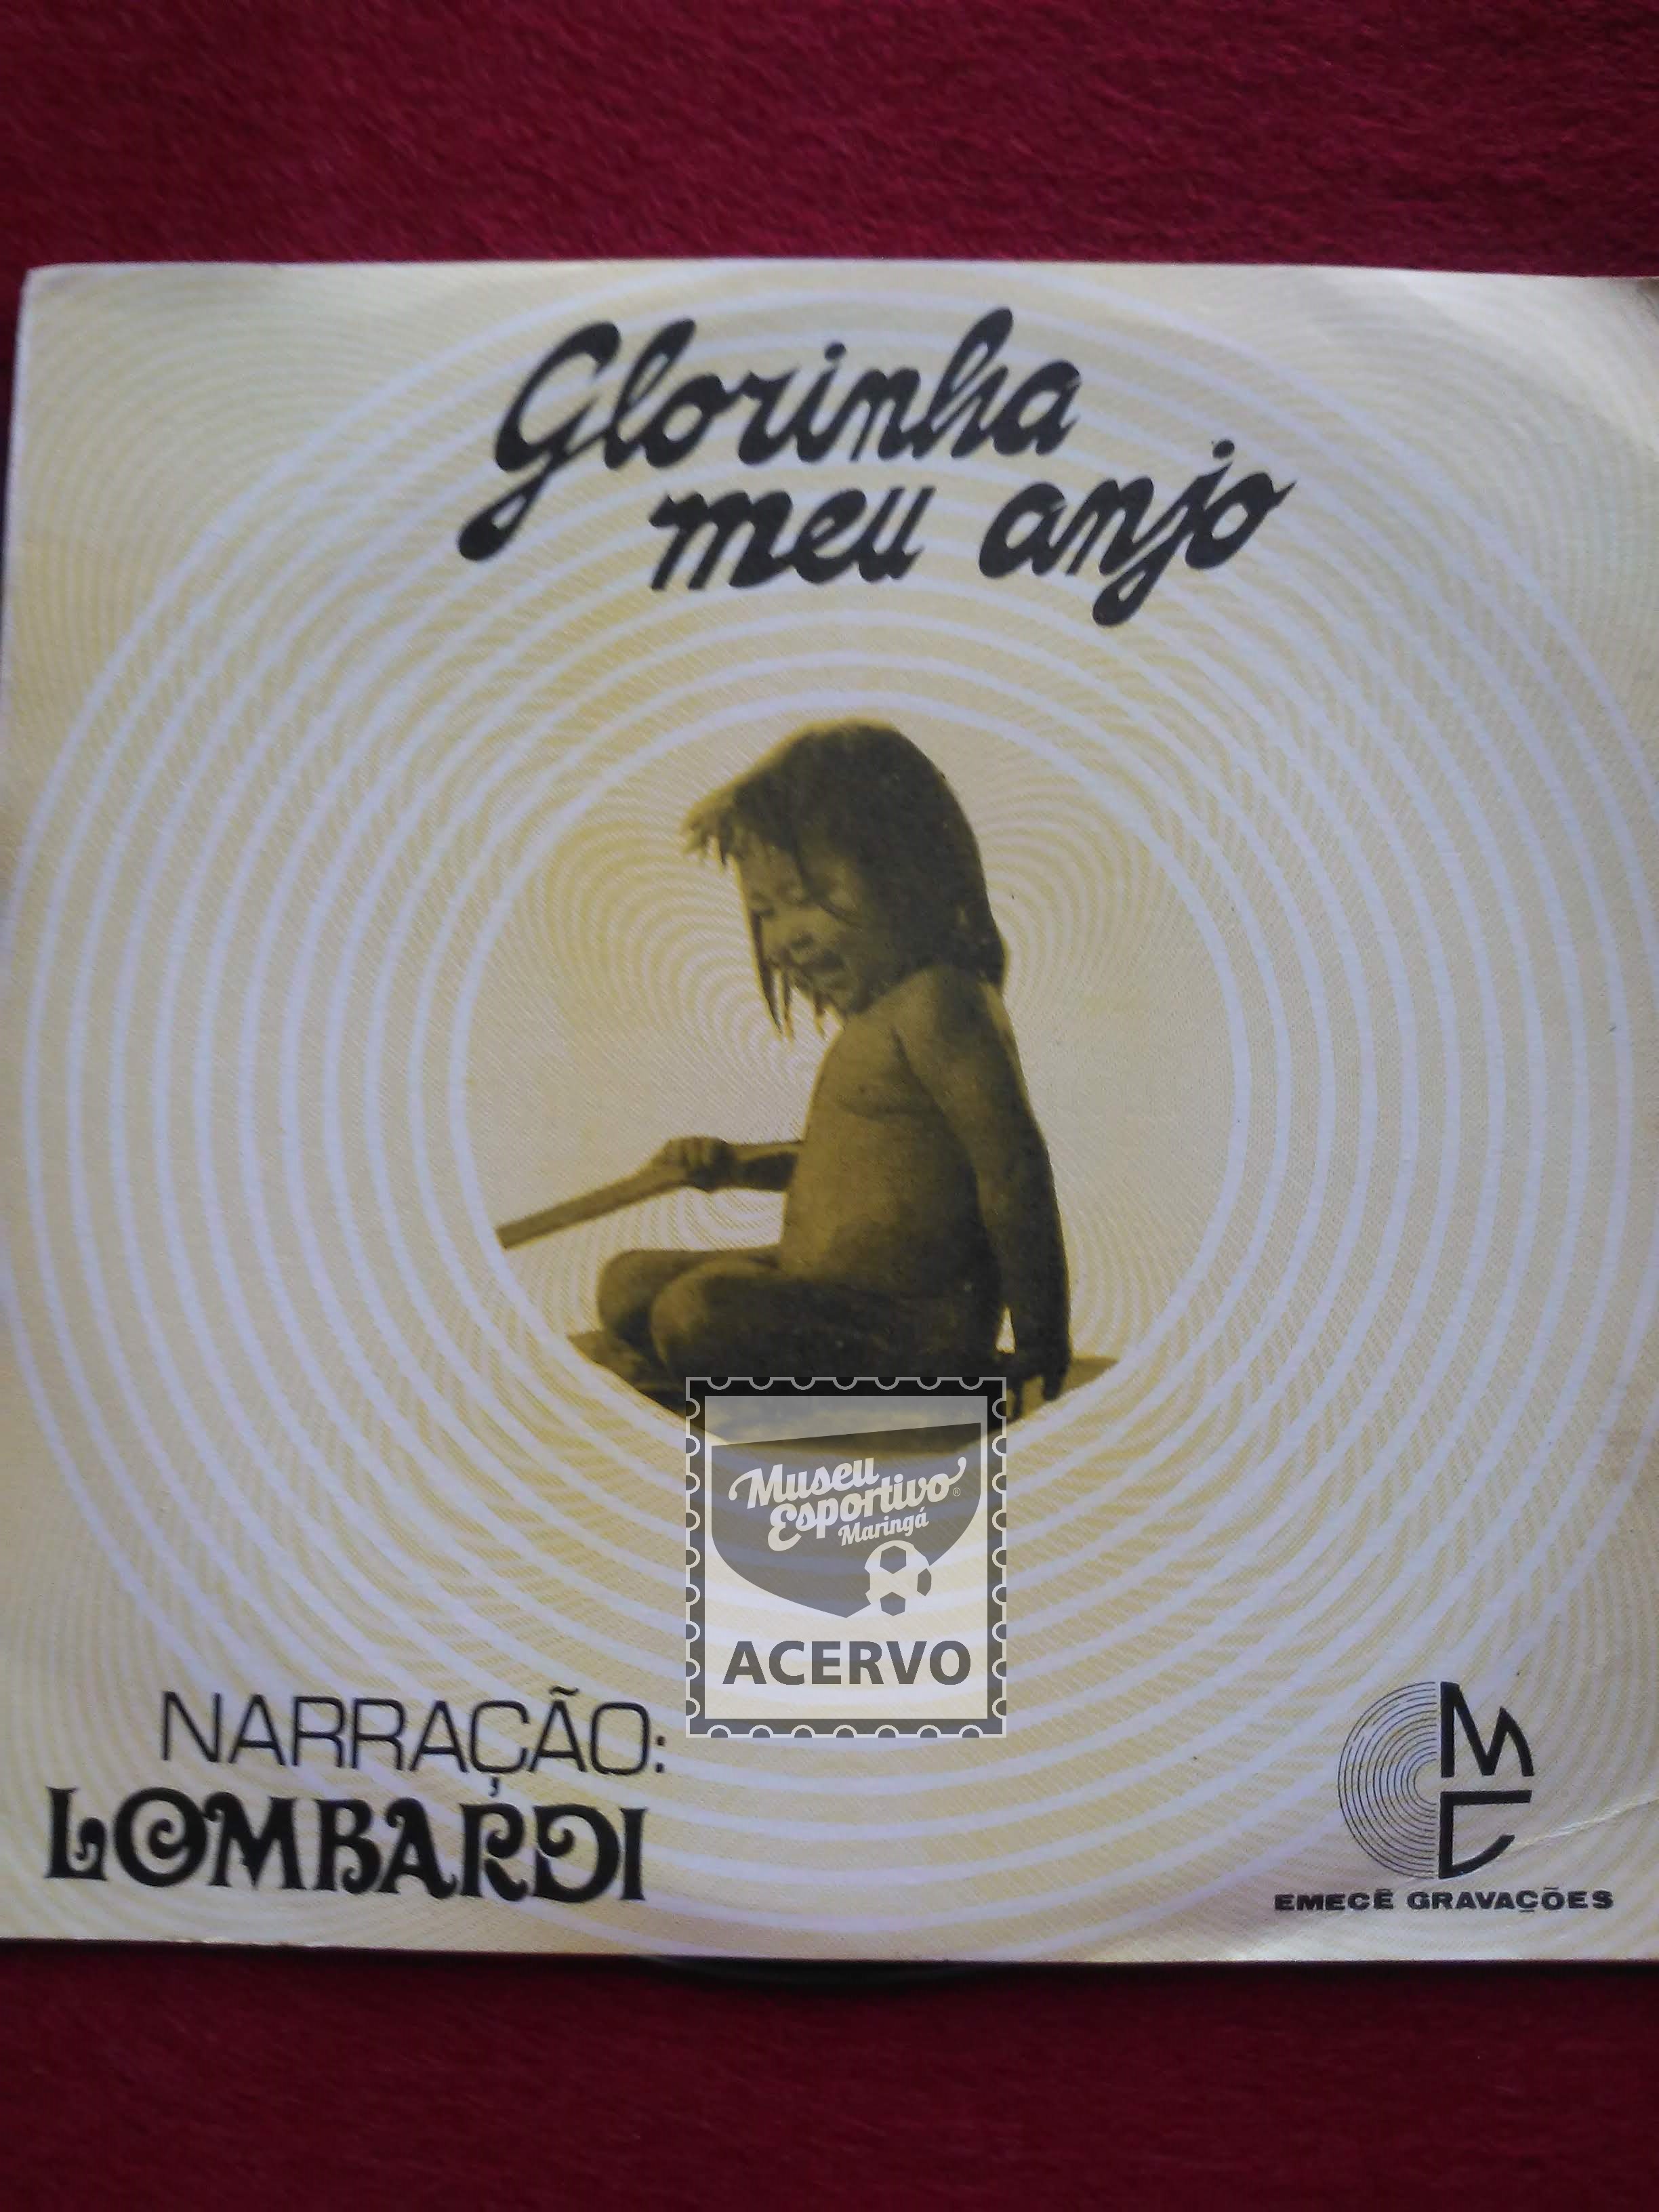 Glorinha
meu anjo
Museu
Esportivo®
Maringá
ACERVO
NARRAÇÃO:
LOMBARDI
MC
EMECÊ GRAVAÇÕES